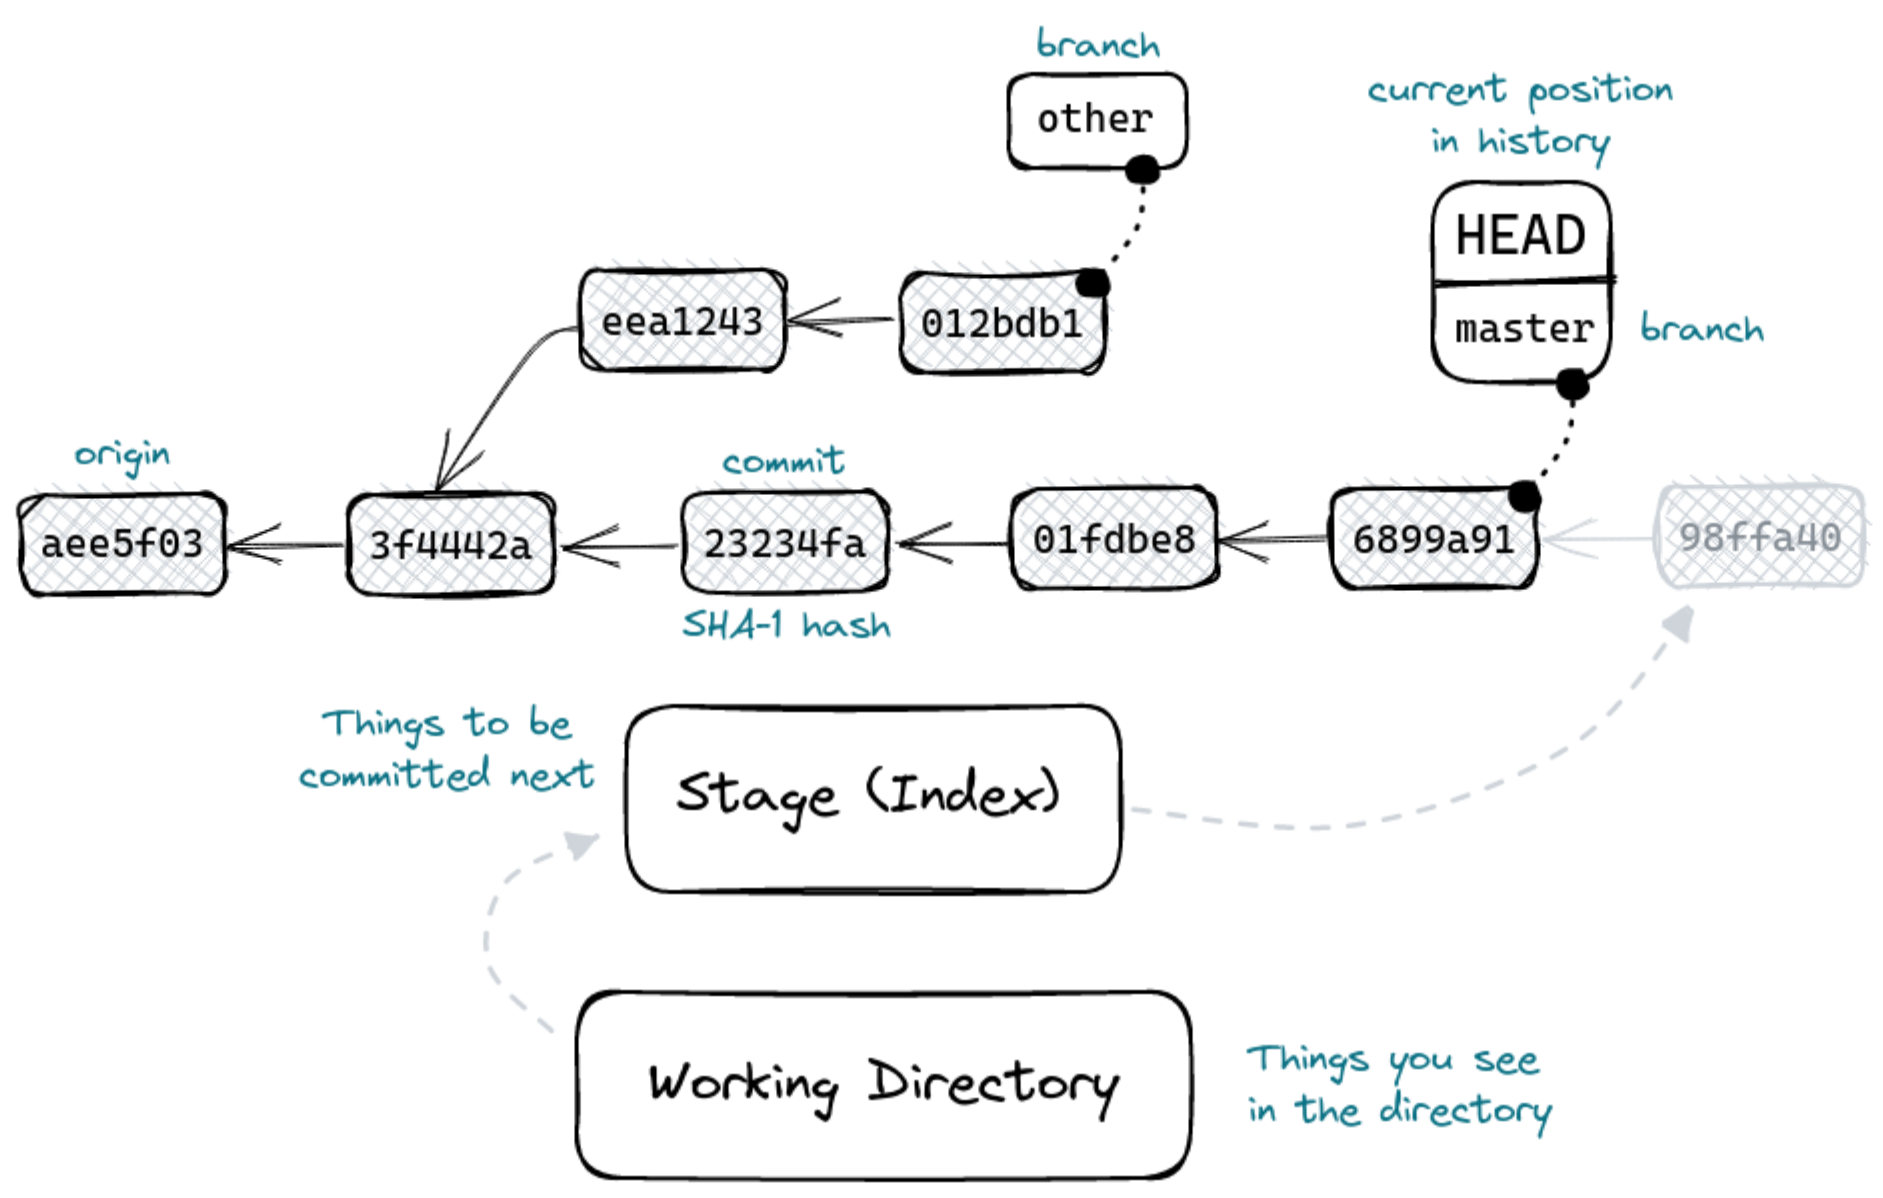 branch
other
current position
in history
HEAD
master
branch
eea1243
012bdb1
origin
commit
aee5f03
3f4442a
23234fa
01fdbe8
6899a91
98ffa40
SHA-1 hash
Things to be
committed next
Stage (Index)
Working Directory
Things you see
in the directory